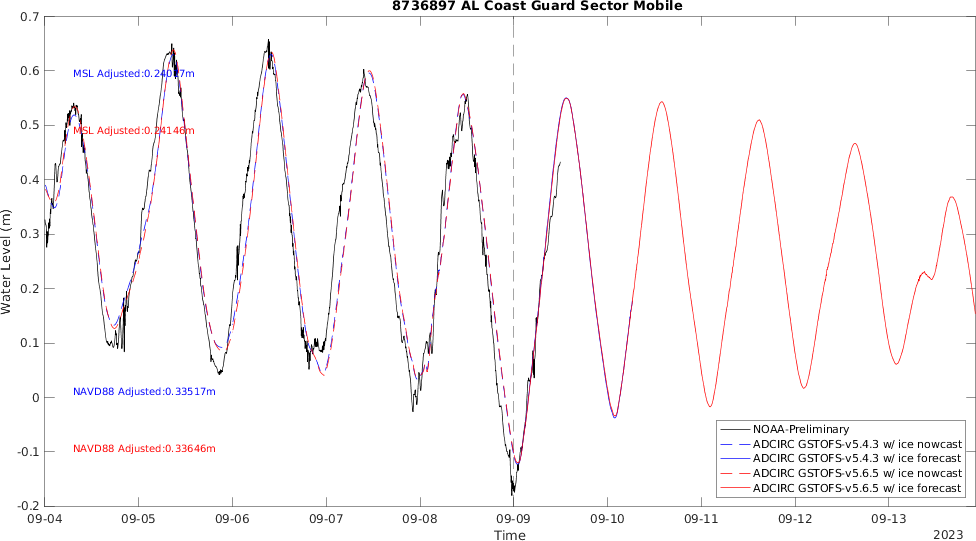 8736897 AL Coast Guard Sector Mobile
0.7
0.6
0.5
0.4
0.3
0.2
0.1
0
-0.1
-0.2
Water Level (m)
MSL Adjusted:0.24017m
MSL Adjusted:0.24146m
NAVD88 Adjusted:0.33517m
NAVD88 Adjusted:0.33646m
NOAA-Preliminary
ADCIRC GSTOFS-v5.4.3 w/ ice nowcast
ADCIRC GSTOFS-v5.4.3 w/ ice forecast
ADCIRC GSTOFS-v5.6.5 w/ ice nowcast
ADCIRC GSTOFS-v5.6.5 w/ ice forecast
09-04 09-05 09-06 09-07 09-08 09-09 09-10 09-11 09-12 09-13
Time
2023